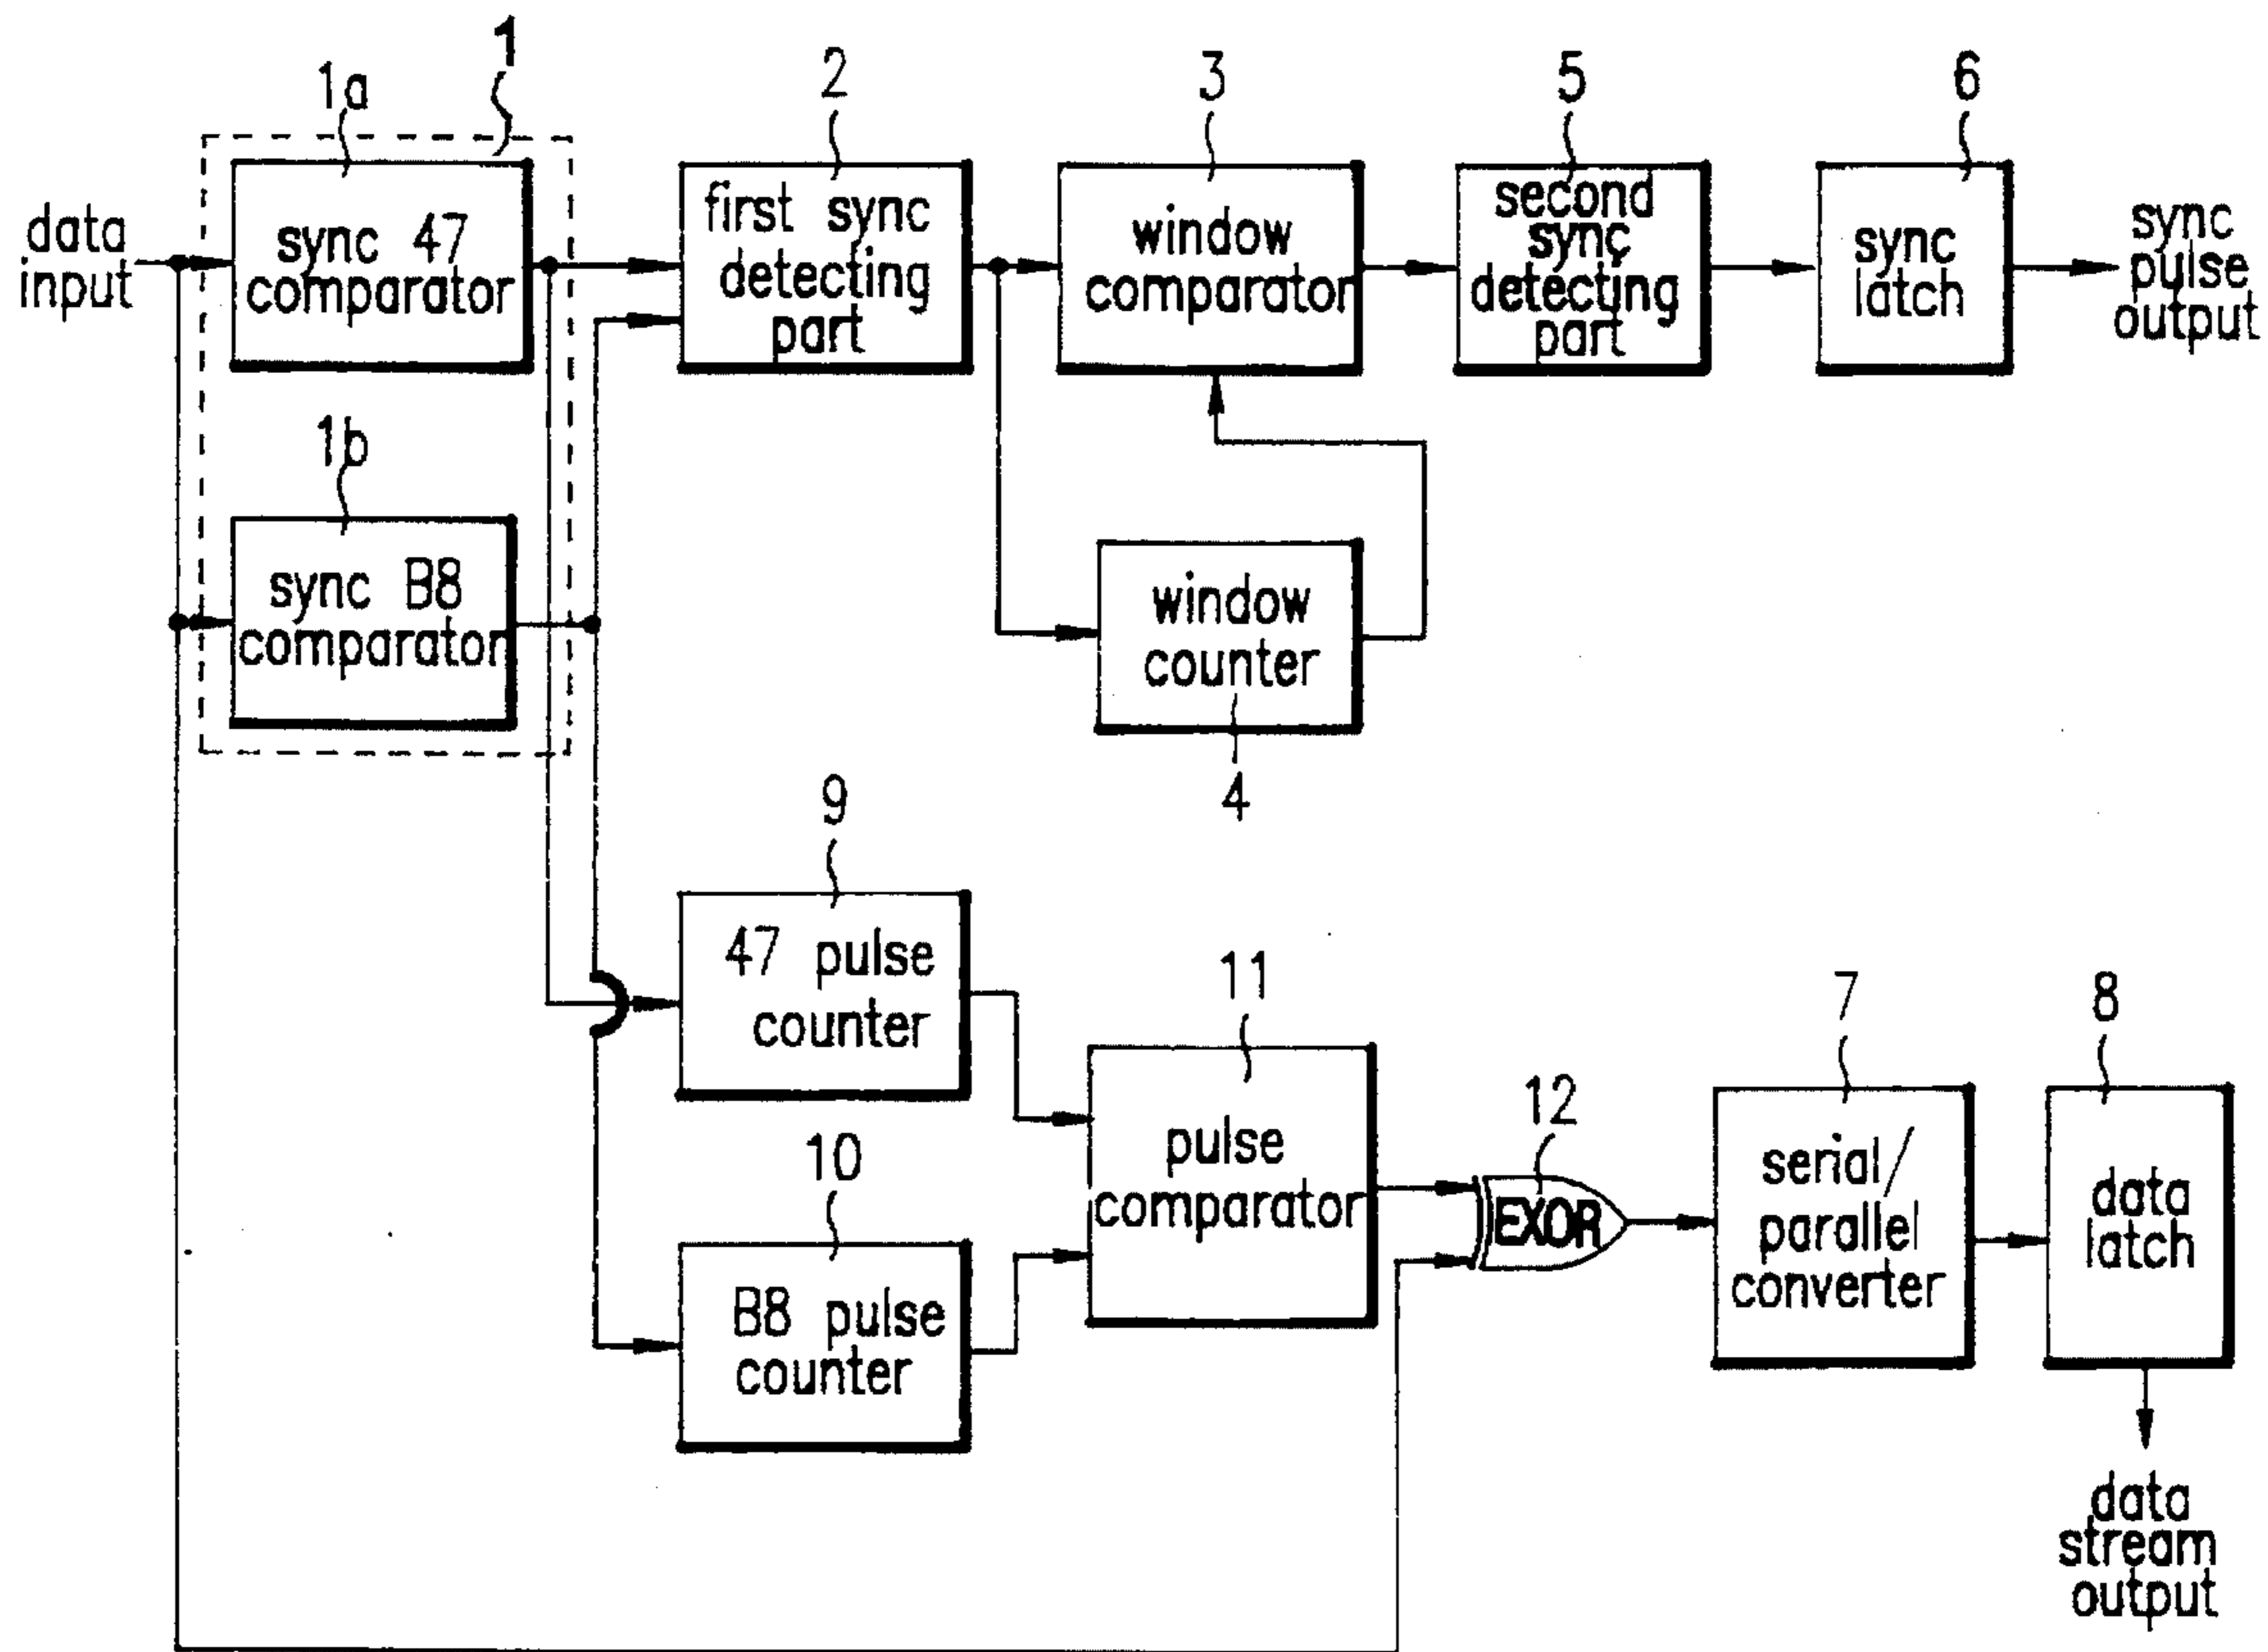 1
1a
2
3
5
6
data
input
sync 47
comparator
first sync
detecting
part
window
comparator
second
sync
detecting
part
sync
latch
sync
pulse
output
1b
sync B8
comparator
window
counter
4
9
47 pulse
counter
11
7
8
12
pulse
comparator
EXOR
serial/
parallel
converter
data
latch
10
B8 pulse
counter
data
stream
output